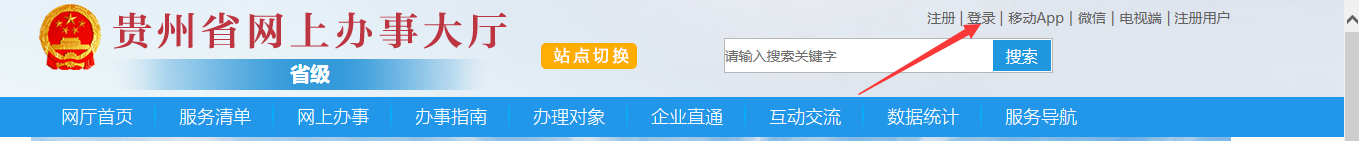 注册 | 登录 | 移动App | 微信 | 电视端 | 注册用户
贵州省网上办事大厅
站点切换
请输入搜索关键字 搜索
省级
网厅首页 服务清单 网上办事 办事指南 办理对象 企业直通 互动交流 数据统计 服务导航